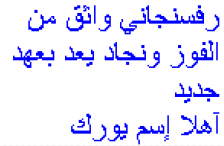 رفسنجاني واثق من
الفوز ونجاد يعد بعهد
جديد
آهلا إسم يورك